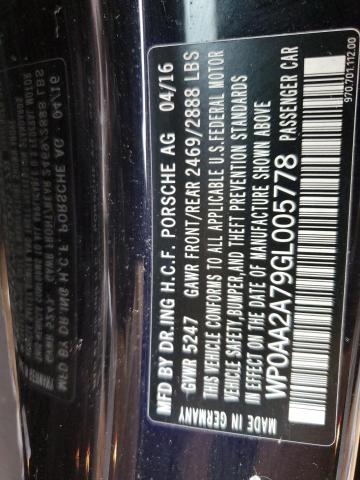 MFD BY DR.ING H.C.F. PORSCHE AG 04/16
GVWR 5247 GAWR FRONT/REAR 2469/2888 LBS
THIS VEHICLE CONFORMS TO ALL APPLICABLE U.S.FEDERAL MOTOR
VEHICLE SAFETY,BUMPER,AND THEFT PREVENTION STANDARDS
IN EFFECT ON THE DATE OF MANUFACTURE SHOWN ABOVE
WP0AA2A79GL005778 PASSENGER CAR
MADE IN GERMANY
970.701.112.00